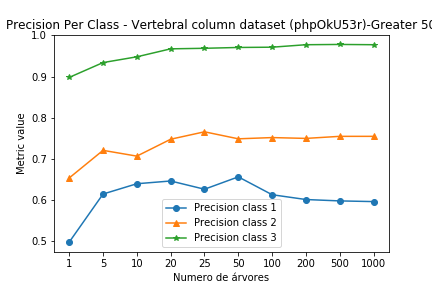 Precision Per Class - Vertebral column dataset (phpOkU53r)-Greater 50
1.0
0.9
0.8
0.7
0.6
0.5
Metric value
Precision class 1
Precision class 2
Precision class 3
1 5 10 20 25 50 100 200 500 1000
Numero de árvores